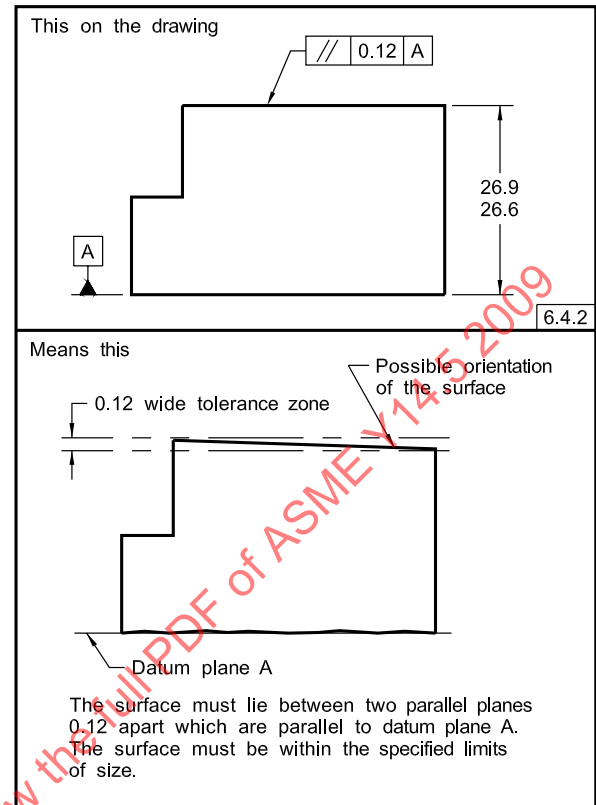 This on the drawing
// 0.12 A
26.9
26.6
A
6.4.2
Means this
Possible orientation
of the surface
0.12 wide tolerance zone
Datum plane A
The surface must lie between two parallel planes
0.12 apart which are parallel to datum plane A.
The surface must be within the specified limits
of size.
w the full PDF of ASME Y14.5 2009